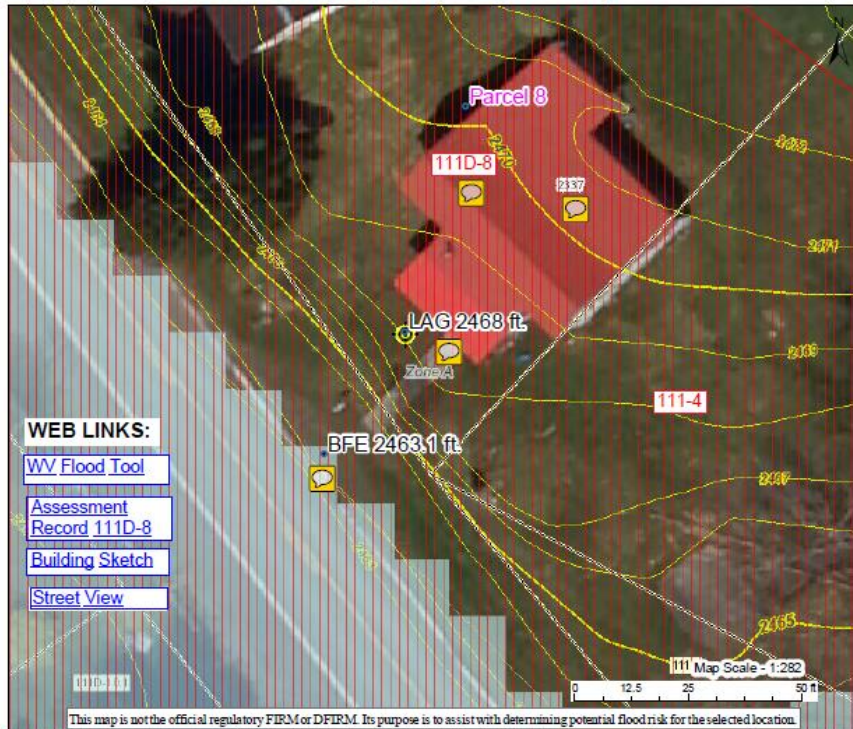 2464
Parcel 8
2470
2472
111D-8
2337
2471
LAG 2468 ft.
2469
Zone A
111-4
BFE 2463.1 ft.
WEB LINKS:
WV Flood Tool
Assessment
Record 111D-8
Building Sketch
Street View
2467
2465
111
Map Scale - 1:282
0 12.5 25 50 ft
This map is not the official regulatory FIRM or DFIRM. Its purpose is to assist with determining potential flood risk for the selected location.